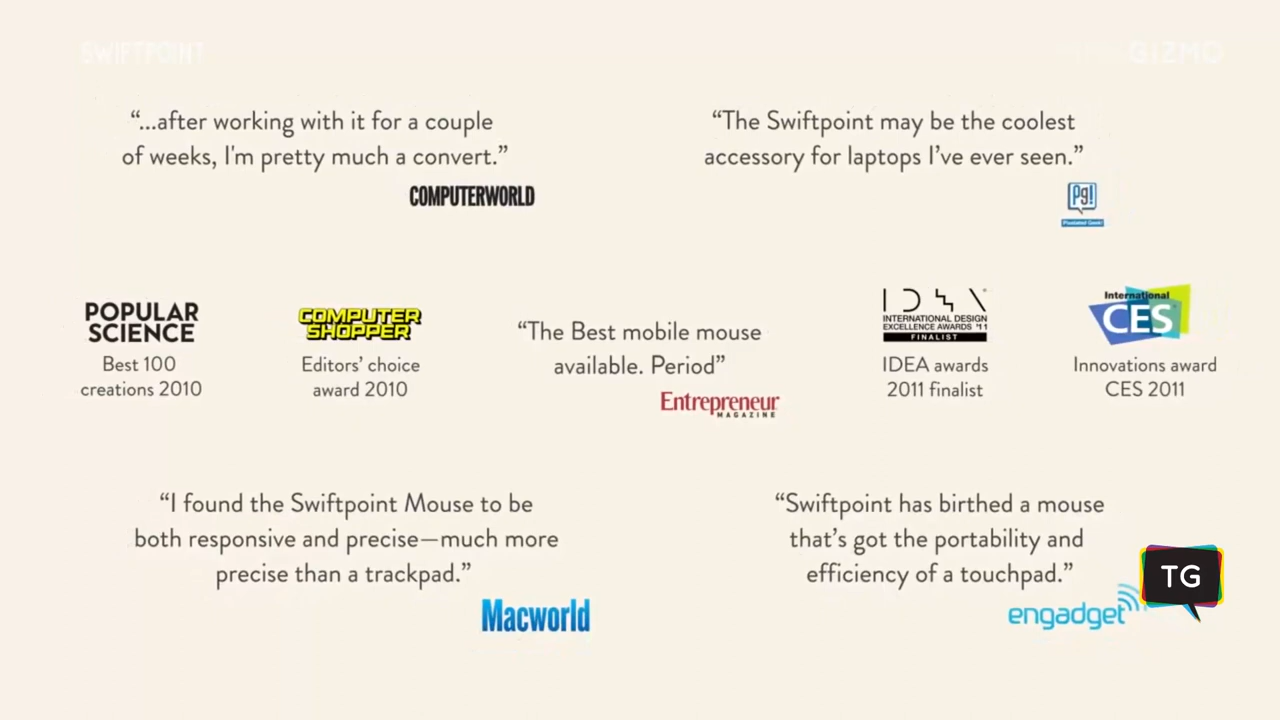 SWIFTPOINT
GIZMO
“...after working with it for a couple
of weeks, I'm pretty much a convert.”
COMPUTERWORLD
“The Swiftpoint may be the coolest
accessory for laptops I’ve ever seen.”
Pg!
POPULAR
SCIENCE
Best 100
creations 2010
COMPUTER
SHOPPER
Editors’ choice
award 2010
“The Best mobile mouse
available. Period”
Entrepreneur
MAGAZINE
IDEA
INTERNATIONAL DESIGN
EXCELLENCE AWARDS '11
FINALIST
IDEA awards
2011 finalist
International
CES
Innovations award
CES 2011
“I found the Swiftpoint Mouse to be
both responsive and precise—much more
precise than a trackpad.”
Macworld
“Swiftpoint has birthed a mouse
that’s got the portability and
efficiency of a touchpad.”
engadget
TG